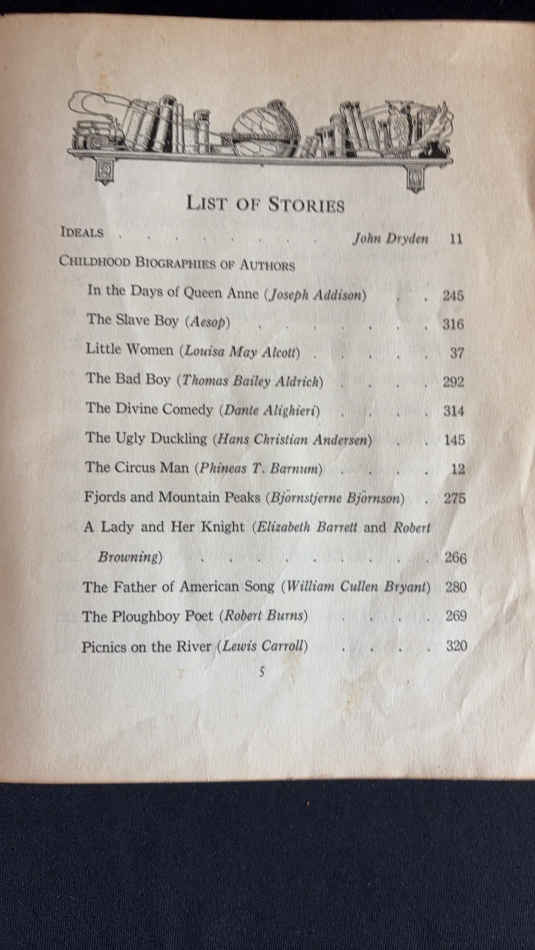 LIST OF STORIES
IDEALS . . . . . . . . John Dryden 11
CHILDHOOD BIOGRAPHIES OF AUTHORS
In the Days of Queen Anne (Joseph Addison) . . 245
The Slave Boy (Aesop) . . . . . . . 316
Little Women (Louisa May Alcott) . . . . . 37
The Bad Boy (Thomas Bailey Aldrich) . . . . 292
The Divine Comedy (Dante Alighieri) . . . . 314
The Ugly Duckling (Hans Christian Andersen) . . 145
The Circus Man (Phineas T. Barnum) . . . . 12
Fjords and Mountain Peaks (Björnstjerne Björnson) . 275
A Lady and Her Knight (Elizabeth Barrett and Robert
Browning) . . . . . . . . . 266
The Father of American Song (William Cullen Bryant) 280
The Ploughboy Poet (Robert Burns) . . . . 269
Picnics on the River (Lewis Carroll) . . . . 320
5